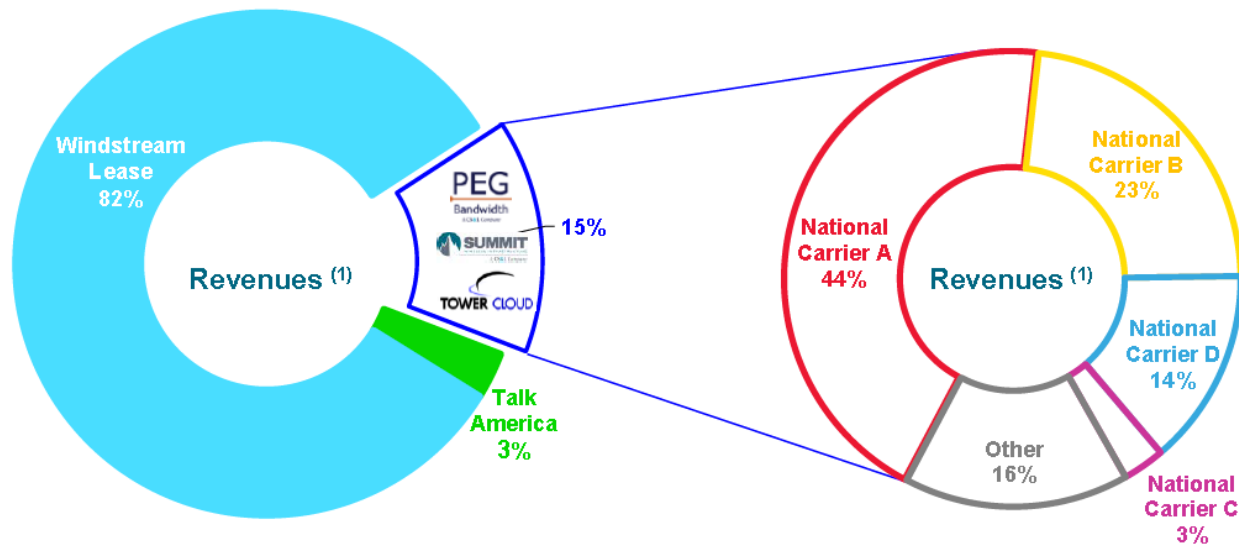 Windstream
Lease
82%
Revenues (1)
PEG
Bandwidth
SUMMIT
TOWER CLOUD
15%
Talk
America
3%
National
Carrier A
44%
Revenues (1)
National
Carrier B
23%
National
Carrier D
14%
National
Carrier C
3%
Other
16%